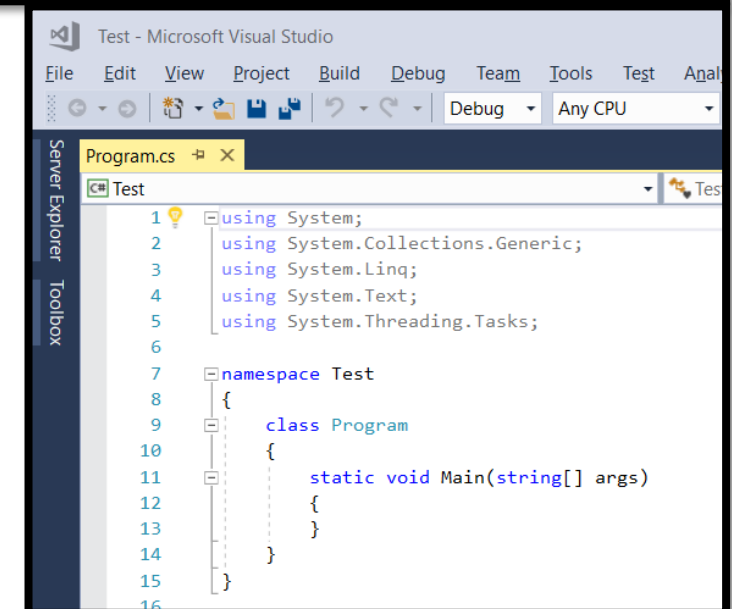 Test - Microsoft Visual Studio
File Edit View Project Build Debug Team Tools Test Analy
Debug Any CPU
Server Explorer
Toolbox
Program.cs
C# Test Tes
1 using System;
2 using System.Collections.Generic;
3 using System.Linq;
4 using System.Text;
5 using System.Threading.Tasks;
6
7 namespace Test
8 {
9 class Program
10 {
11 static void Main(string[] args)
12 {
13 }
14 }
15 }
16